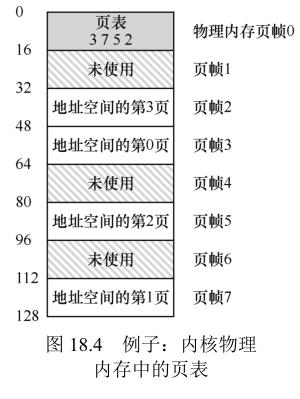 0
页表
3 7 5 2
物理内存页帧0
16
未使用
页帧1
32
地址空间的第3页
页帧2
48
地址空间的第0页
页帧3
64
未使用
页帧4
80
地址空间的第2页
页帧5
96
未使用
页帧6
112
地址空间的第1页
页帧7
128
图 18.4 例子：内核物理
内存中的页表